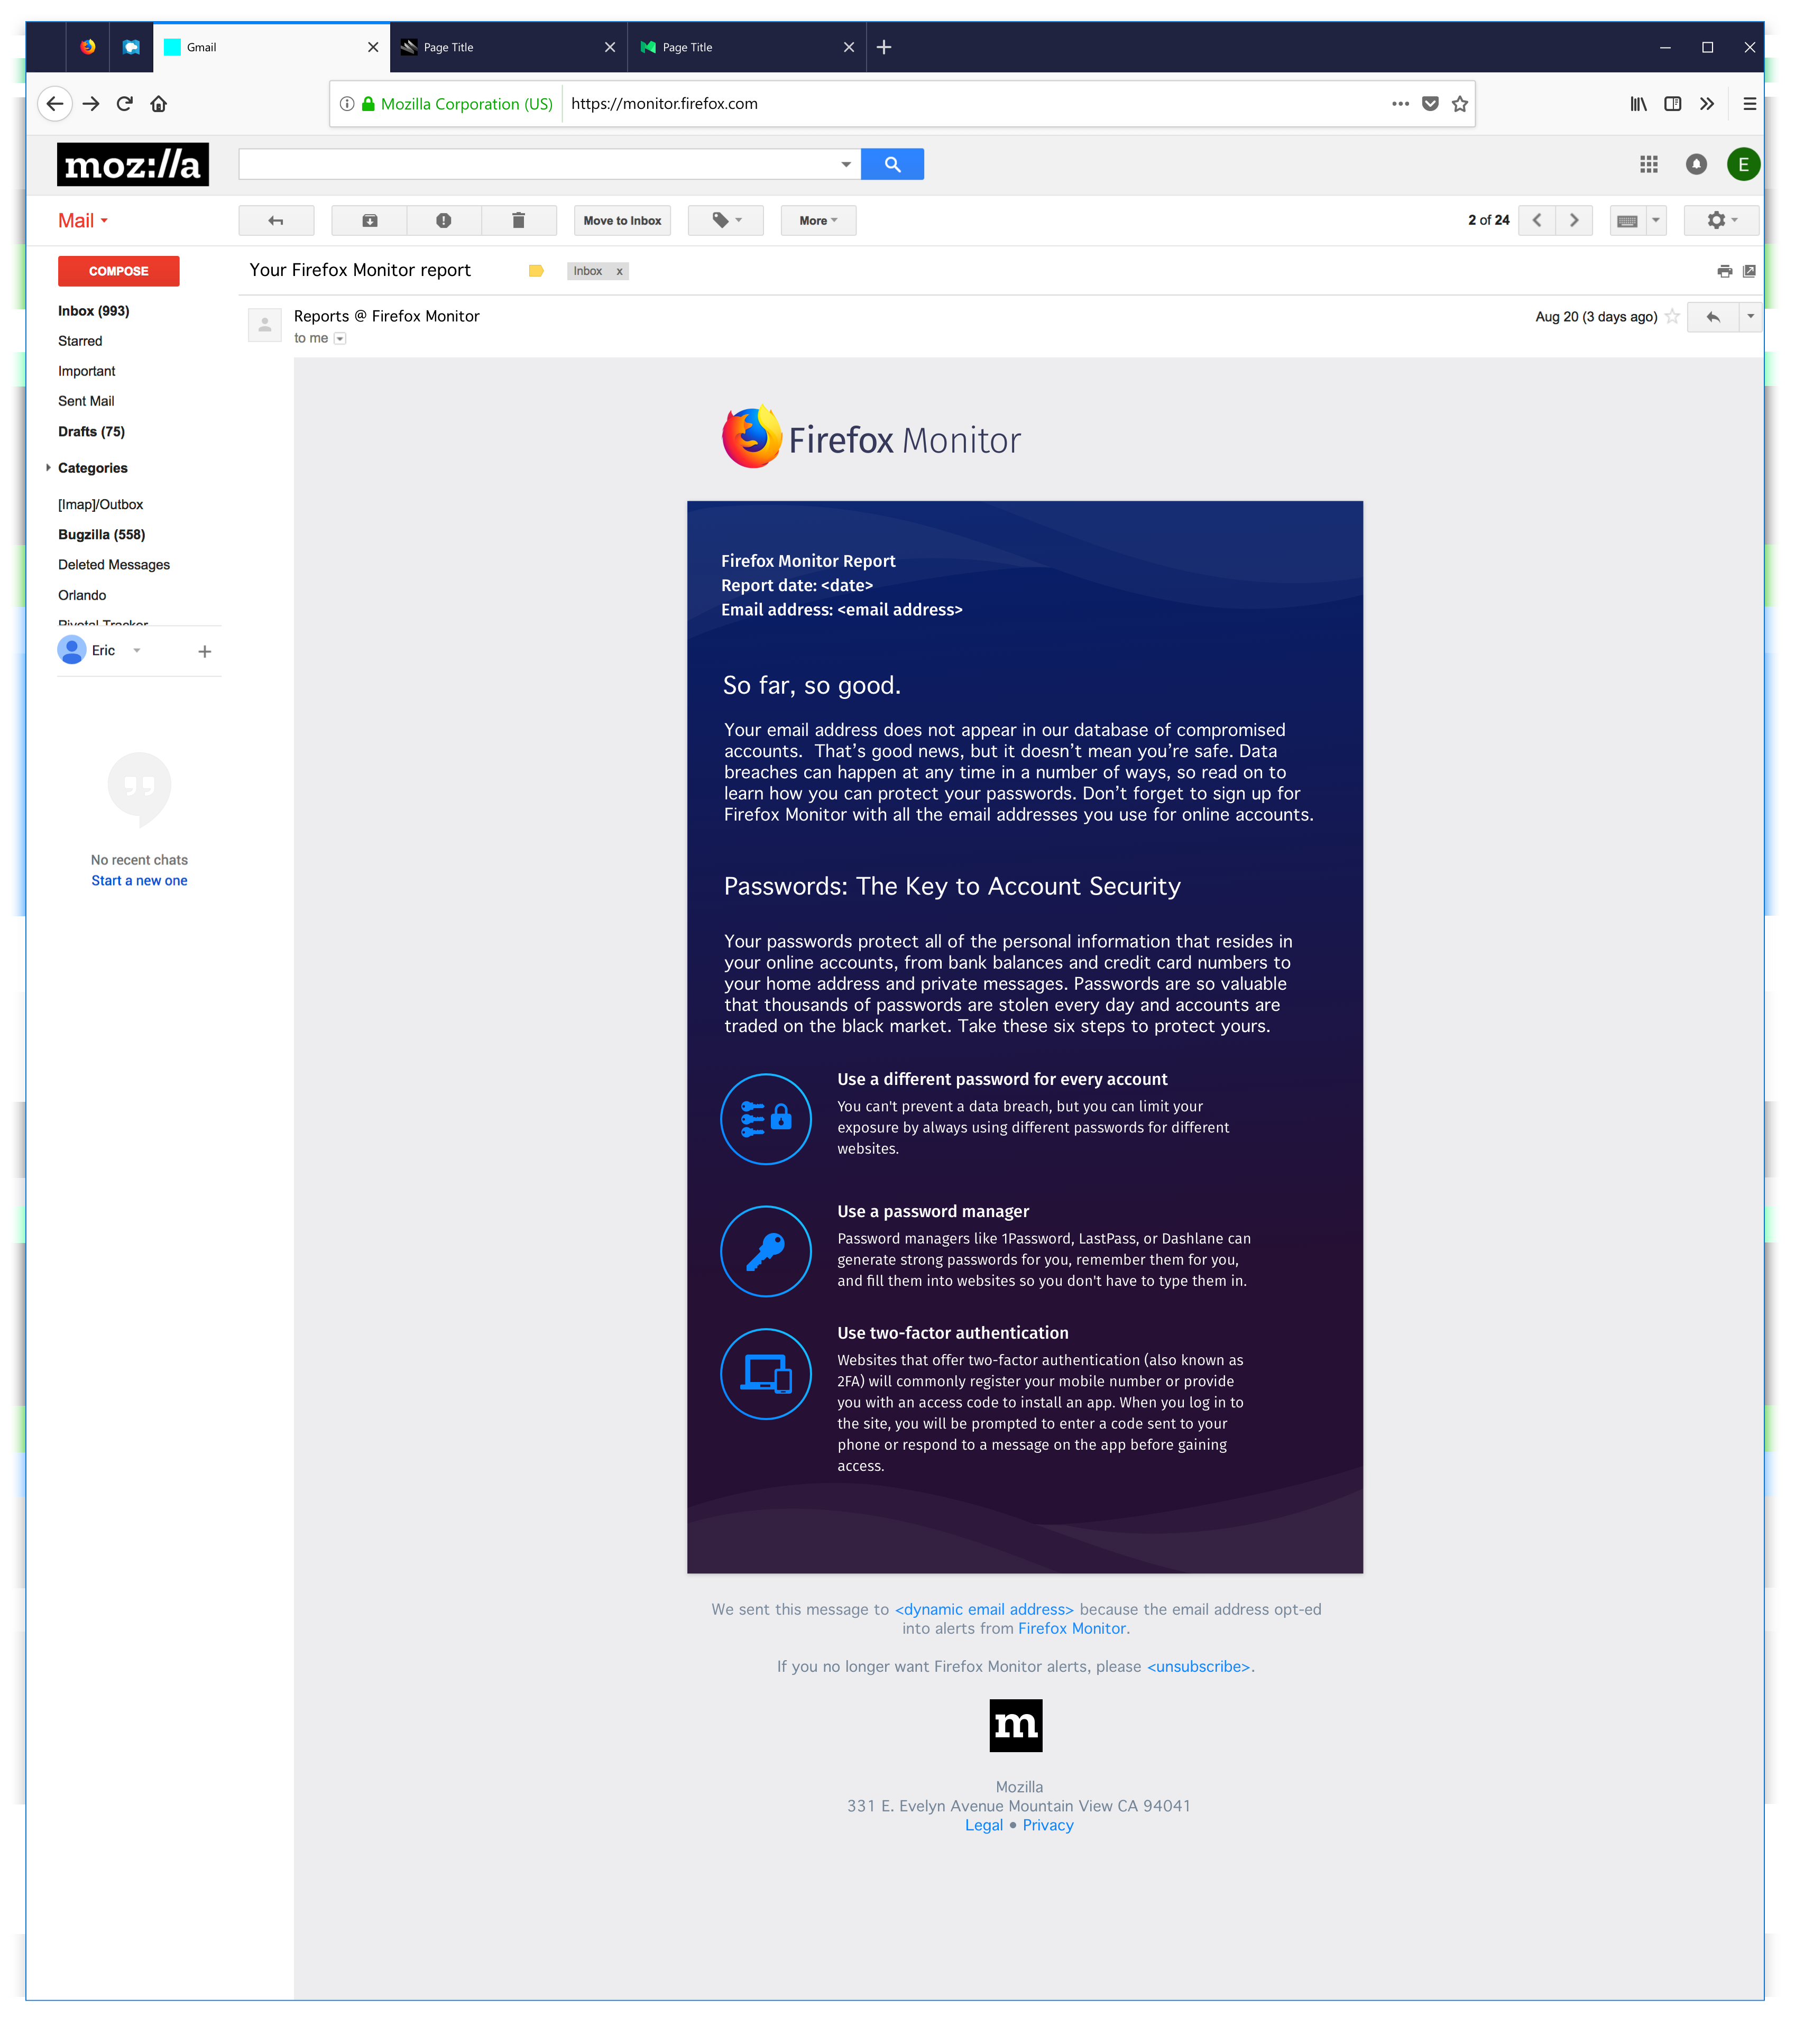 Gmail
Page Title
Page Title
Mozilla Corporation (US)
https://monitor.firefox.com
moz://a
E
Mail
Move to Inbox
More
2 of 24
COMPOSE
Your Firefox Monitor report
Inbox x
Inbox (993)
Starred
Important
Sent Mail
Drafts (75)
Categories
[Imap]/Outbox
Bugzilla (558)
Deleted Messages
Orlando
Pivotal Tracker
Eric
No recent chats
Start a new one
Reports @ Firefox Monitor
to me
Aug 20 (3 days ago)
Firefox Monitor
Firefox Monitor Report
Report date: <date>
Email address: <email address>
So far, so good.
Your email address does not appear in our database of compromised
accounts.  That’s good news, but it doesn’t mean you’re safe. Data
breaches can happen at any time in a number of ways, so read on to
learn how you can protect your passwords. Don’t forget to sign up for
Firefox Monitor with all the email addresses you use for online accounts.
Passwords: The Key to Account Security
Your passwords protect all of the personal information that resides in
your online accounts, from bank balances and credit card numbers to
your home address and private messages. Passwords are so valuable
that thousands of passwords are stolen every day and accounts are
traded on the black market. Take these six steps to protect yours.
Use a different password for every account
You can't prevent a data breach, but you can limit your
exposure by always using different passwords for different
websites.
Use a password manager
Password managers like 1Password, LastPass, or Dashlane can
generate strong passwords for you, remember them for you,
and fill them into websites so you don't have to type them in.
Use two-factor authentication
Websites that offer two-factor authentication (also known as
2FA) will commonly register your mobile number or provide
you with an access code to install an app. When you log in to
the site, you will be prompted to enter a code sent to your
phone or respond to a message on the app before gaining
access.
We sent this message to <dynamic email address> because the email address opt-ed
into alerts from Firefox Monitor.
If you no longer want Firefox Monitor alerts, please <unsubscribe>.
m
Mozilla
331 E. Evelyn Avenue Mountain View CA 94041
Legal • Privacy